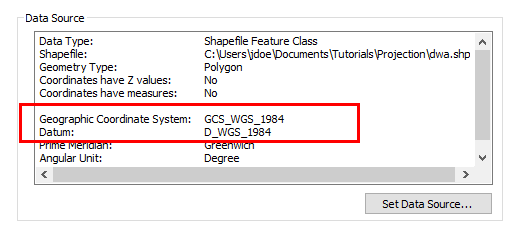 Data Source
Data Type: Shapefile Feature Class
Shapefile: C:\Users\jdoe\Documents\Tutorials\Projection\dwa.shp
Geometry Type: Polygon
Coordinates have Z values: No
Coordinates have measures: No
Geographic Coordinate System: GCS_WGS_1984
Datum: D_WGS_1984
Prime Meridian: Greenwich
Angular Unit: Degree
Set Data Source...